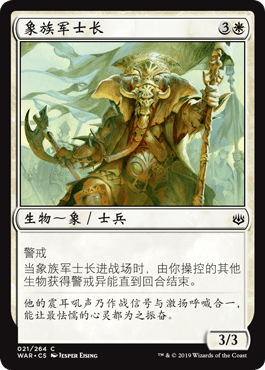 象族军士长 3
生物～象／士兵
警戒
当象族军士长进战场时，由你操控的其他
生物获得警戒异能直到回合结束。
他的震耳吼声乃作战信号与激扬呼喊合一，
能让最怯懦的心灵都为之振奋。
3/3
021/264 C
WAR • CS JESPER EJSING
™ & © 2019 Wizards of the Coast